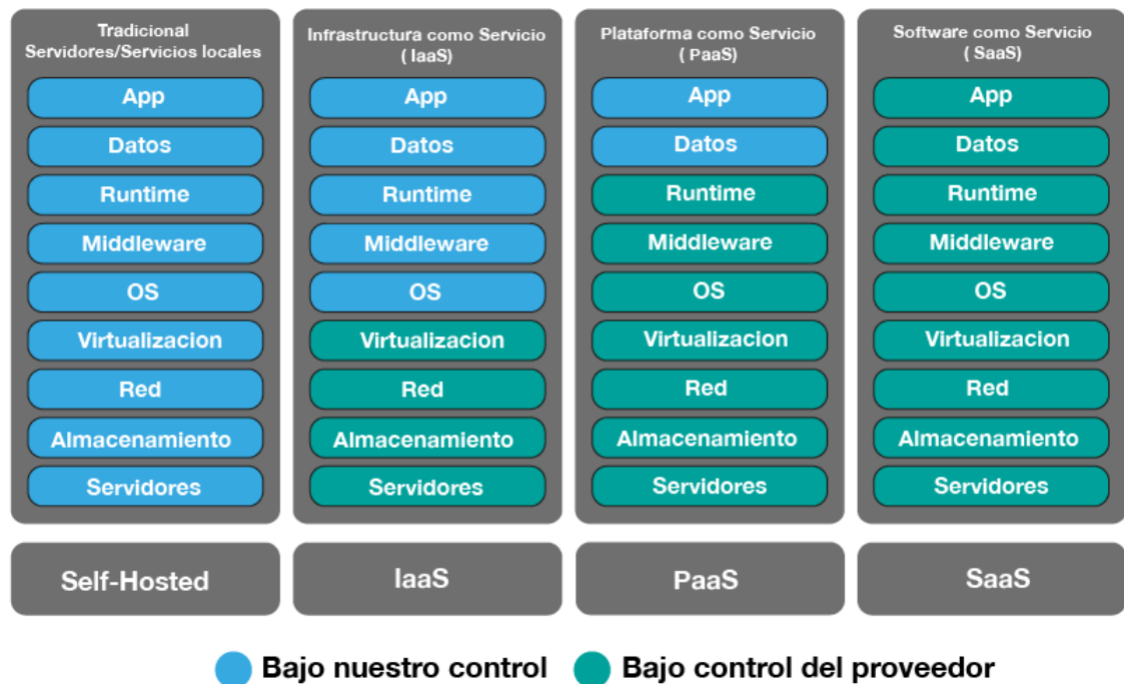 Tradicional
Servidores/Servicios locales
App
Datos
Runtime
Middleware
OS
Virtualizacion
Red
Almacenamiento
Servidores
Self-Hosted
Infrastructura como Servicio
( IaaS)
App
Datos
Runtime
Middleware
OS
Virtualizacion
Red
Almacenamiento
Servidores
IaaS
Plataforma como Servicio
( PaaS)
App
Datos
Runtime
Middleware
OS
Virtualizacion
Red
Almacenamiento
Servidores
PaaS
Software como Servicio
( SaaS)
App
Datos
Runtime
Middleware
OS
Virtualizacion
Red
Almacenamiento
Servidores
SaaS
Bajo nuestro control
Bajo control del proveedor